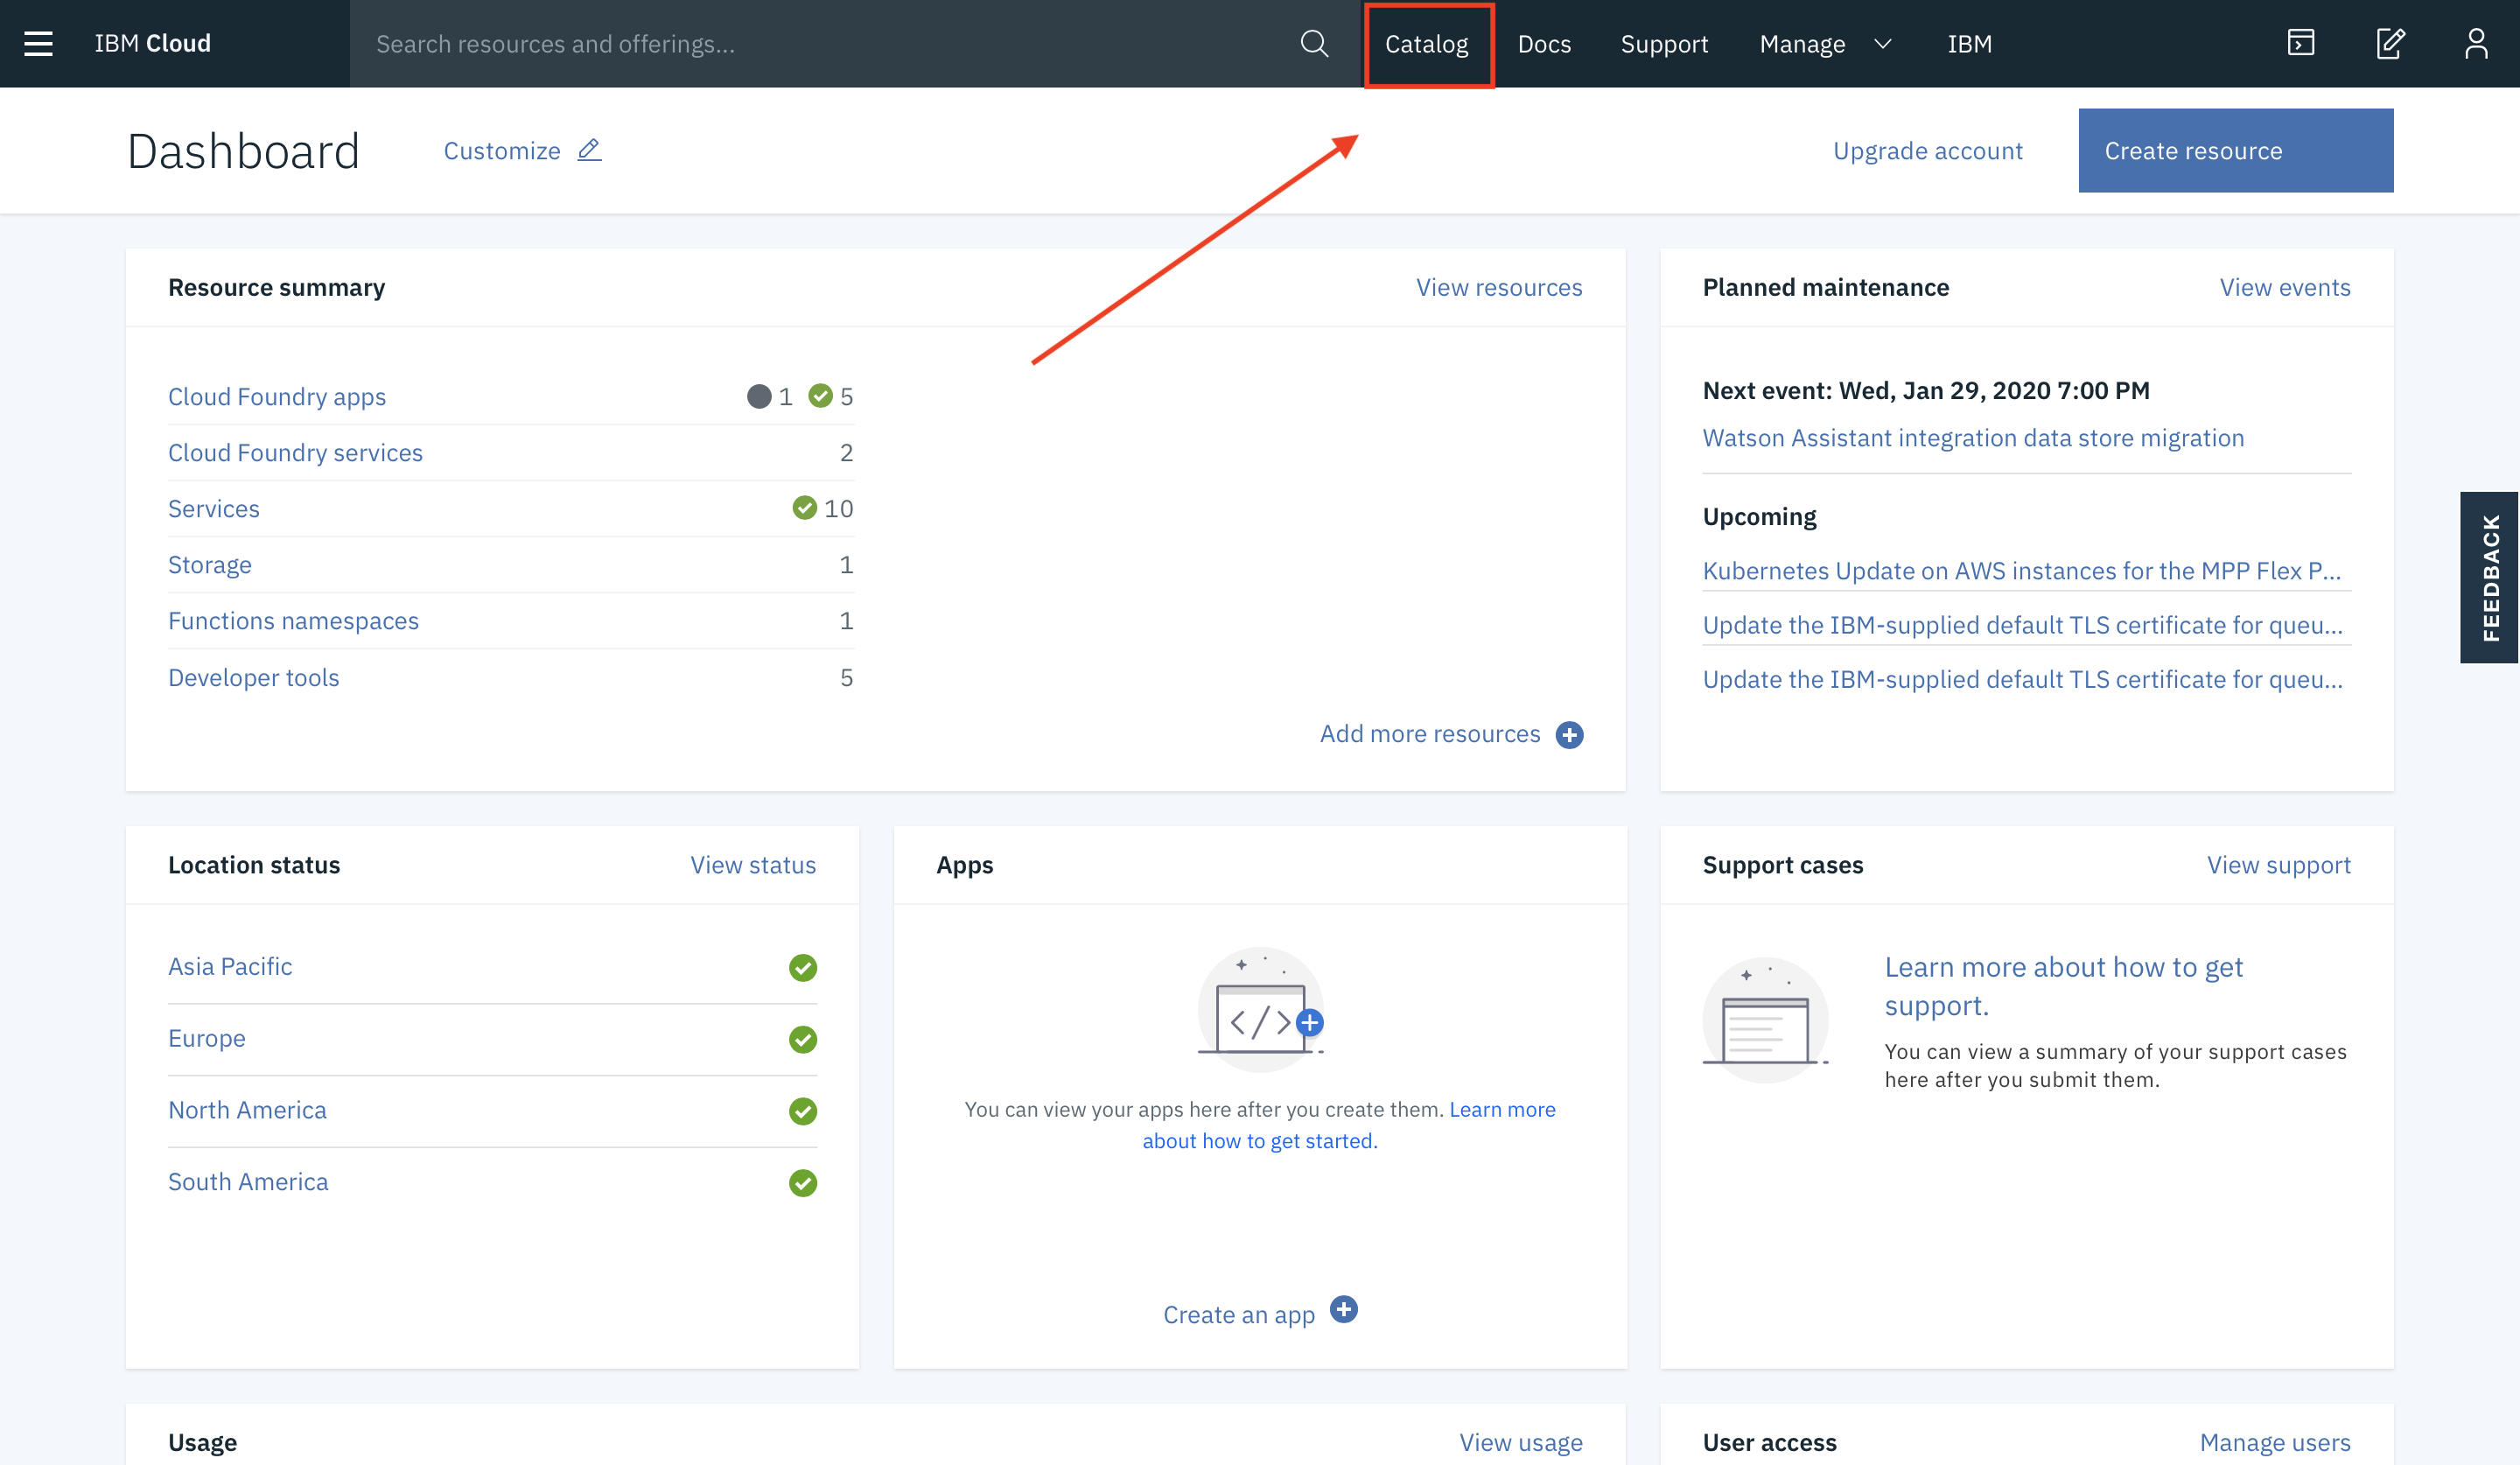 IBM Cloud
Search resources and offerings...
Catalog
Docs
Support
Manage
IBM
Dashboard
Customize
Upgrade account
Create resource
Resource summary
View resources
Cloud Foundry apps 1 5
Cloud Foundry services 2
Services 10
Storage 1
Functions namespaces 1
Developer tools 5
Add more resources
Planned maintenance
View events
Next event: Wed, Jan 29, 2020 7:00 PM
Watson Assistant integration data store migration
Upcoming
Kubernetes Update on AWS instances for the MPP Flex P...
Update the IBM-supplied default TLS certificate for queu...
Update the IBM-supplied default TLS certificate for queu...
FEEDBACK
Location status
View status
Asia Pacific
Europe
North America
South America
Apps
</>
You can view your apps here after you create them. Learn more
about how to get started.
Create an app
Support cases
View support
Learn more about how to get
support.
You can view a summary of your support cases
here after you submit them.
Usage
View usage
User access
Manage users